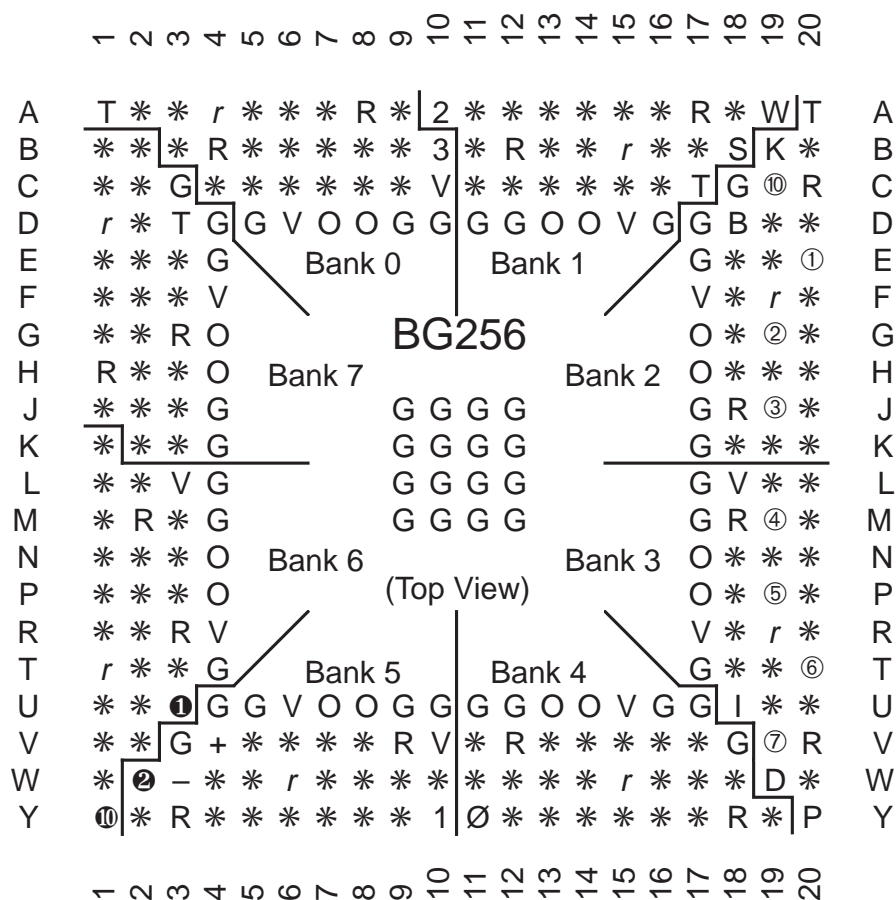 1 2 3 4 5 6 7 8 9 10 11 12 13 14 15 16 17 18 19 20
A T * * r * * * R * 2 * * * * * * R * W T A
B * * * R * * * * * 3 * R * * r * * S K * B
C * * G * * * * * * V * * * * * * T G ⑩ R C
D r * T G G V O O G G G G O O V G G B * * D
E * * * G Bank 0 Bank 1 G * * ① E
F * * * V V * r * F
G * * R O BG256 O * ② * G
H R * * O Bank 7 Bank 2 O * * * H
J * * * G G G G G G R ③ * J
K * * * G G G G G G * * * K
L * * V G G G G G G V * * L
M * R * G G G G G G R ④ * M
N * * * O Bank 6 Bank 3 O * * * N
P * * * O (Top View) O * ⑤ * P
R * * R V V * r * R
T r * * G Bank 5 Bank 4 G * * ⑥ T
U * * ❶ G G V O O G G G G O O V G G I * * U
V * * G + * * * * R V * R * * * * * G ⑦ R V
W * ❷ – * * r * * * * * * * * r * * * D * W
Y ❿ * R * * * * * * 1 Ø * * * * * * R * P Y
1 2 3 4 5 6 7 8 9 10 11 12 13 14 15 16 17 18 19 20